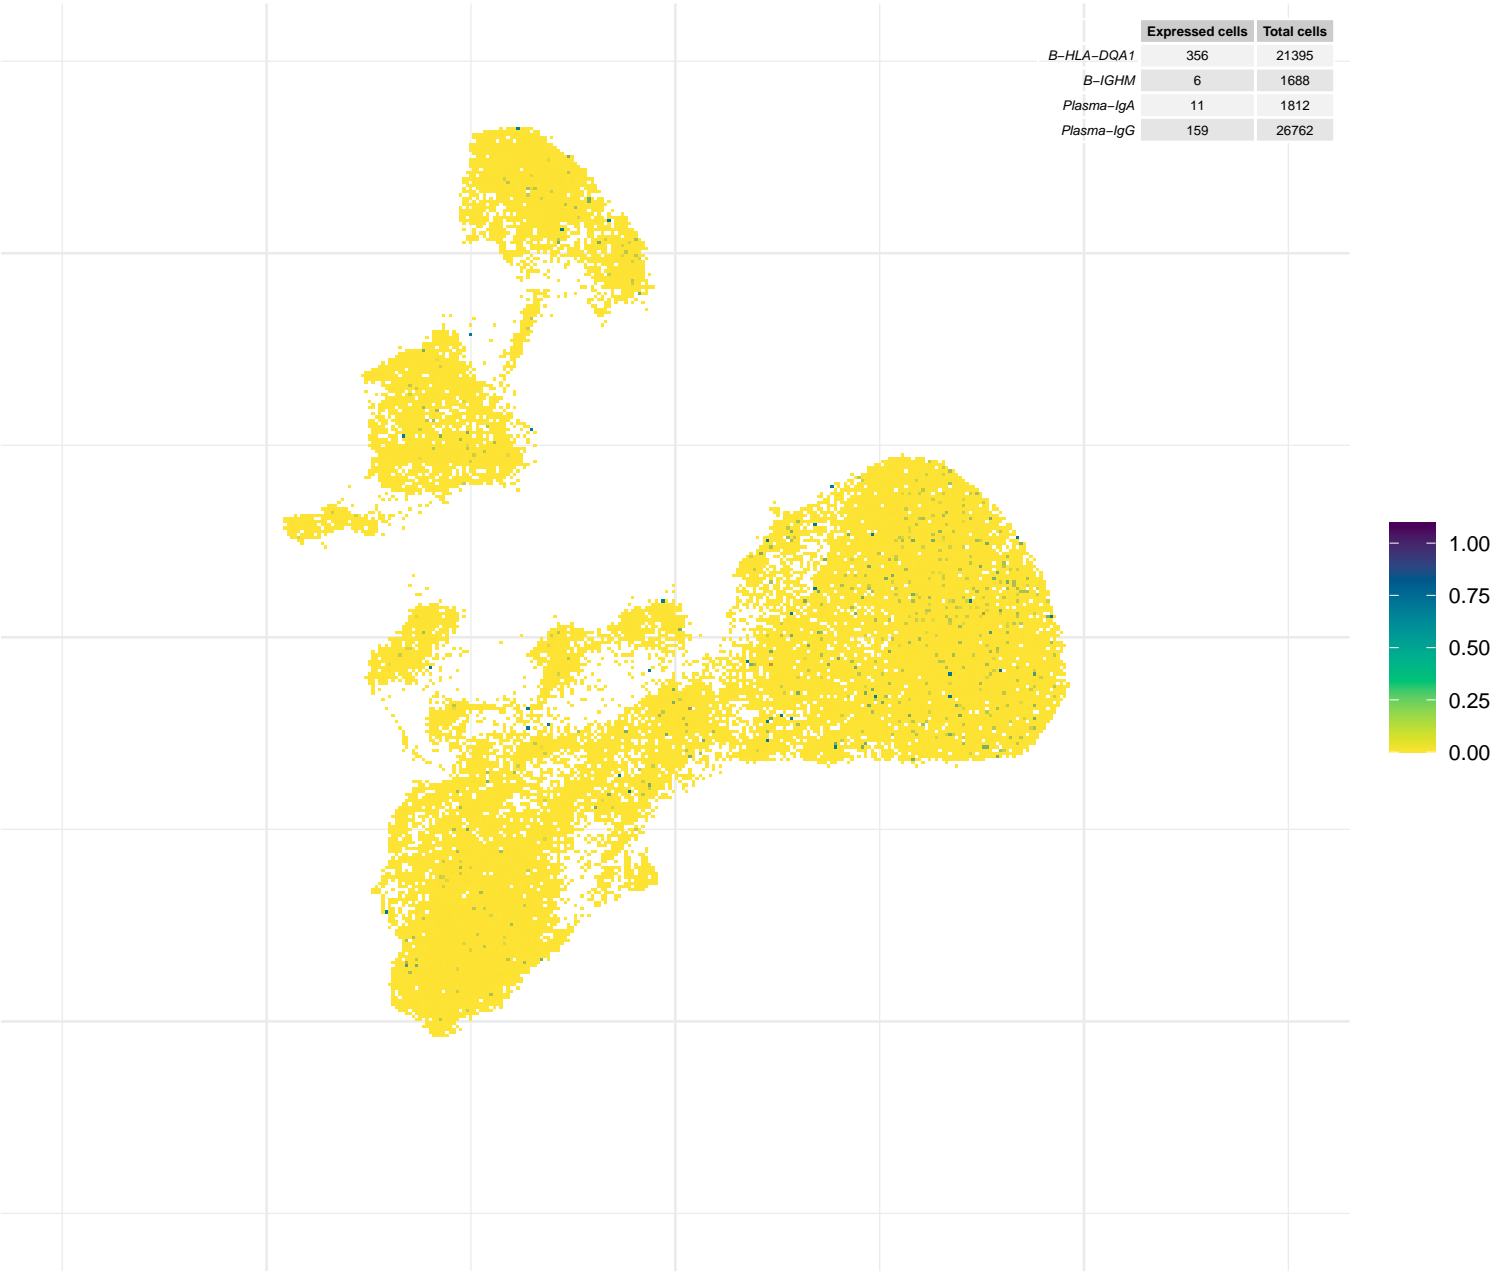 Expressed cells Total cells
B−HLA−DQA1 356 21395
B−IGHM 6 1688
Plasma−IgA 11 1812
Plasma−IgG 159 26762
1.00
0.75
0.50
0.25
0.00